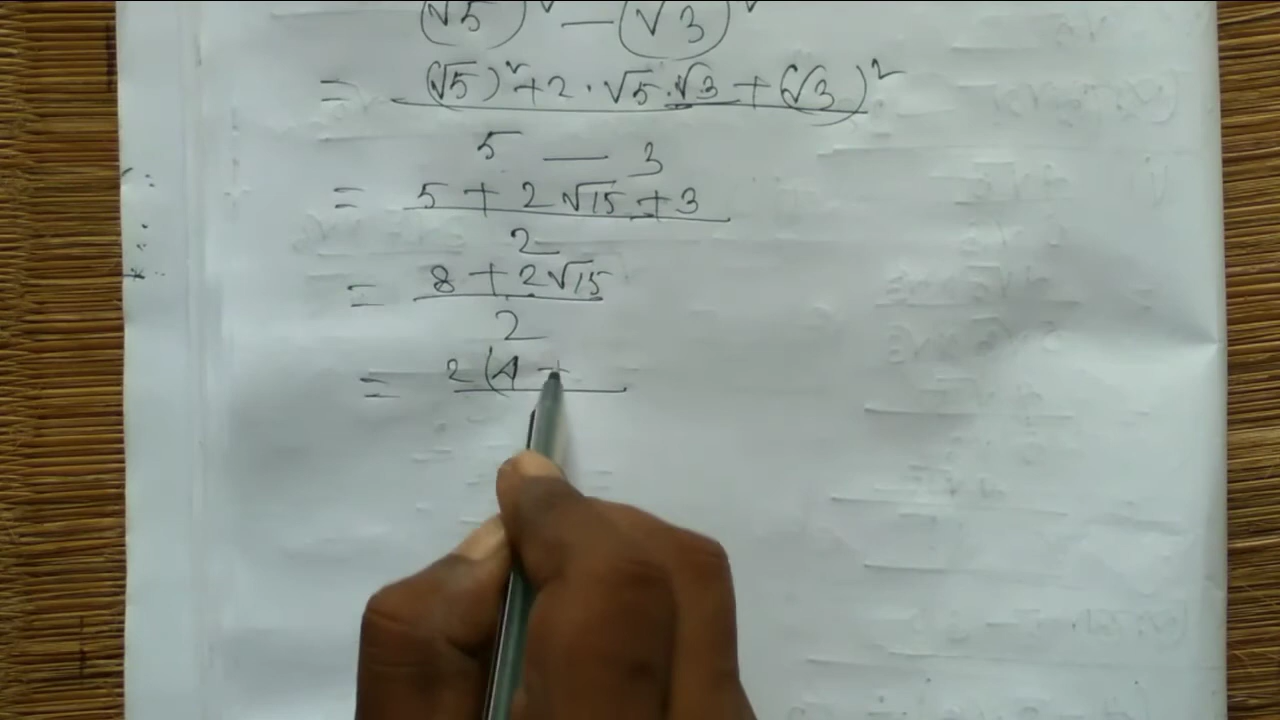 (√5)² — (√3)²
= (√5)² + 2 · √5 · √3 + (√3)²
5 — 3
= 5 + 2√15 + 3
2
= 8 + 2√15
2
= 2(4 +